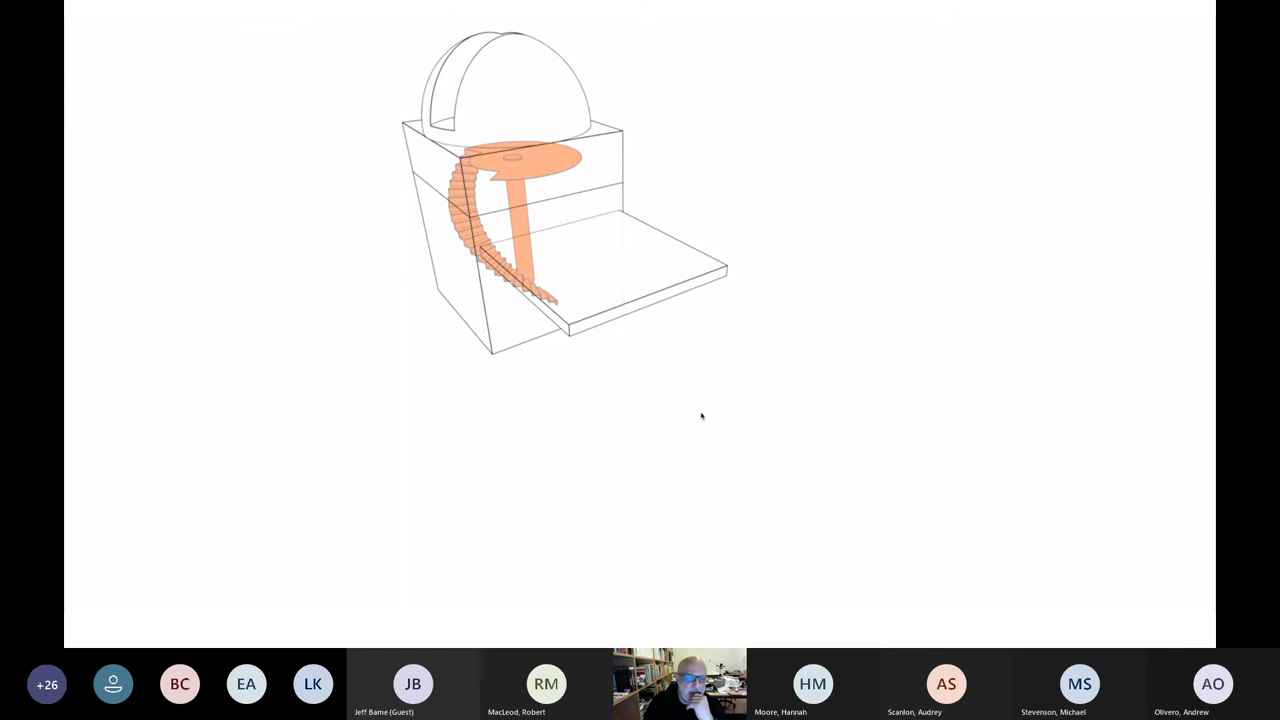 +26
BC
EA
LK
JB
Jeff Bame (Guest)
RM
MacLeod, Robert
HM
Moore, Hannah
AS
Scanlon, Audrey
MS
Stevenson, Michael
AO
Olivero, Andrew